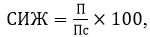 СИЖ = П/Пс × 100,